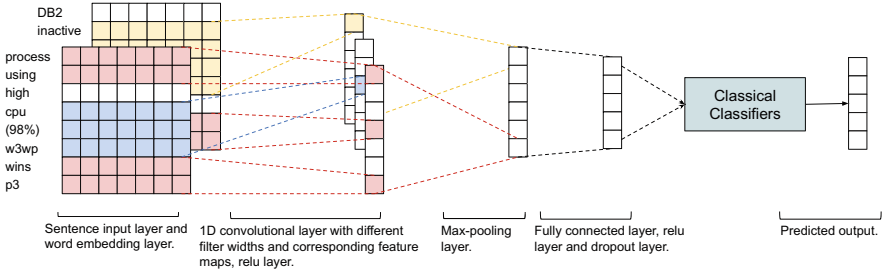 DB2
inactive
process
using
high
cpu
(98%)
w3wp
wins
p3
Classical
Classifiers
Sentence input layer and
word embedding layer.
1D convolutional layer with different
filter widths and corresponding feature
maps, relu layer.
Max-pooling
layer.
Fully connected layer, relu
layer and dropout layer.
Predicted output.